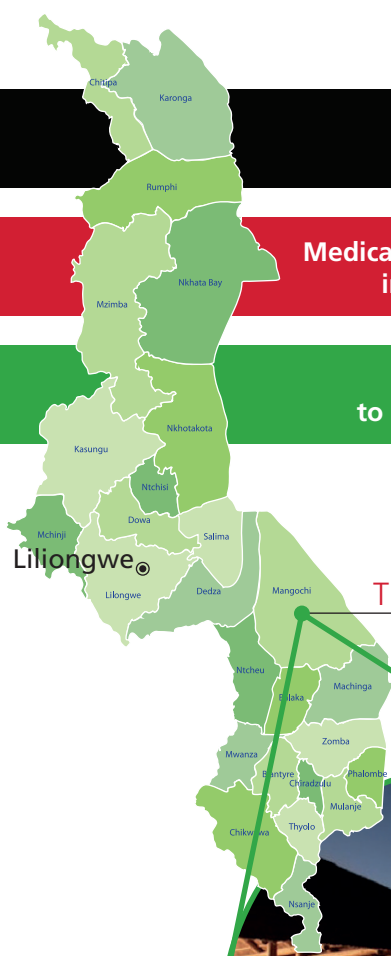 Chitipa
Karonga
Rumphi
Medica
i
Nkhata Bay
Mzimba
to
Nkhotakota
Kasungu
Ntchisi
Dowa
Mchinji
Salima
Liliongwe
Lilongwe
Dedza
Mangochi
T
Ntcheu
Machinga
Balaka
Zomba
Mwanza
Blantyre
Phalombe
Chiradzulu
Mulanje
Chikwawa
Thyolo
Nsanje